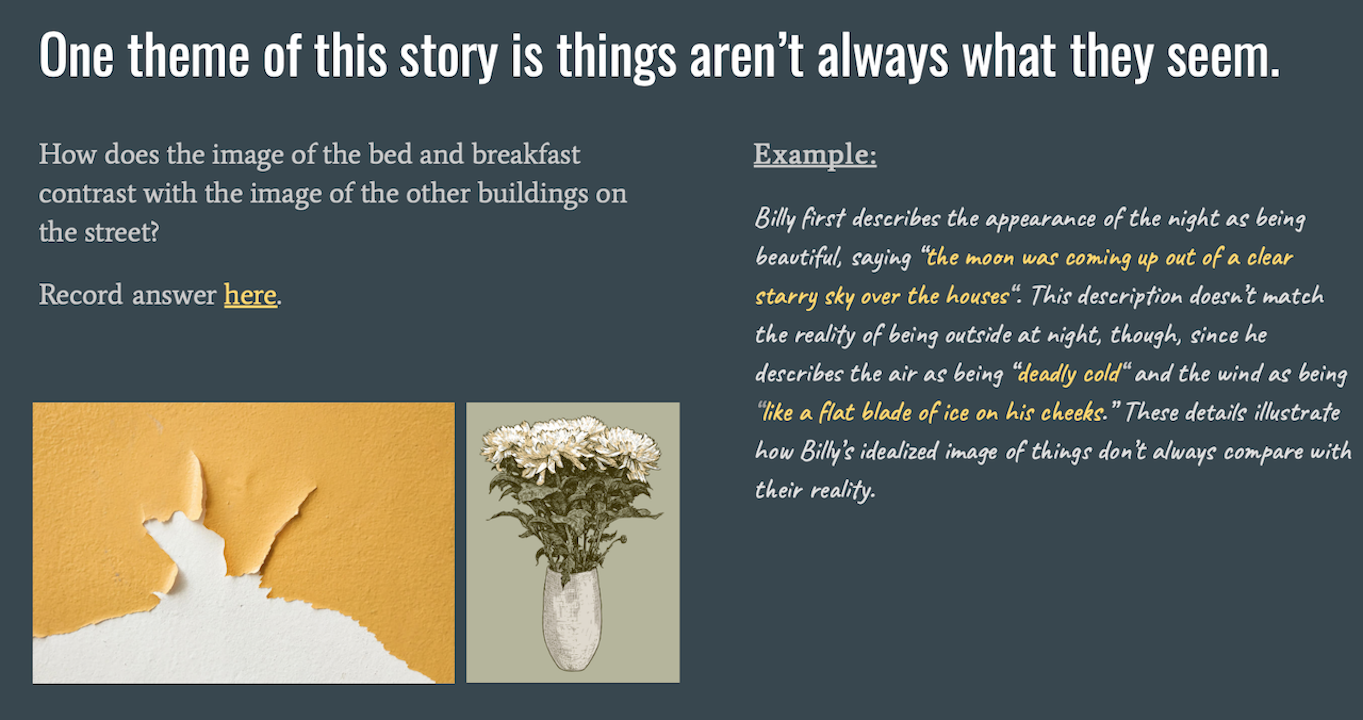 One theme of this story is things aren’t always what they seem.
How does the image of the bed and breakfast
contrast with the image of the other buildings on
the street?
Record answer here.
Example:
Billy first describes the appearance of the night as being
beautiful, saying “the moon was coming up out of a clear
starry sky over the houses“. This description doesn’t match
the reality of being outside at night, though, since he
describes the air as being “deadly cold“ and the wind as being
“like a flat blade of ice on his cheeks.” These details illustrate
how Billy’s idealized image of things don’t always compare with
their reality.